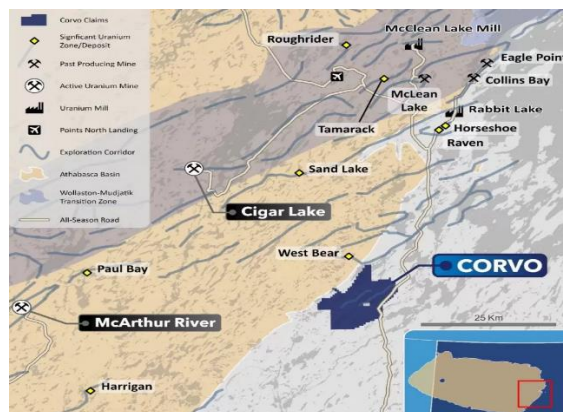 Corvo Claims
Signficant Uranium
Zone/Deposit
Past Producing Mine
Active Uranium Mine
Uranium Mill
Points North Landing
Exploration Corridor
Athabasca Basin
Wollaston-Mudjatik
Transition Zone
All-Season Road
Roughrider
McClean Lake Mill
Eagle Point
Collins Bay
McLean
Lake
Rabbit Lake
Tamarack
Horseshoe
Raven
Sand Lake
Cigar Lake
West Bear
CORVO
Paul Bay
McArthur River
25 Km
Harrigan